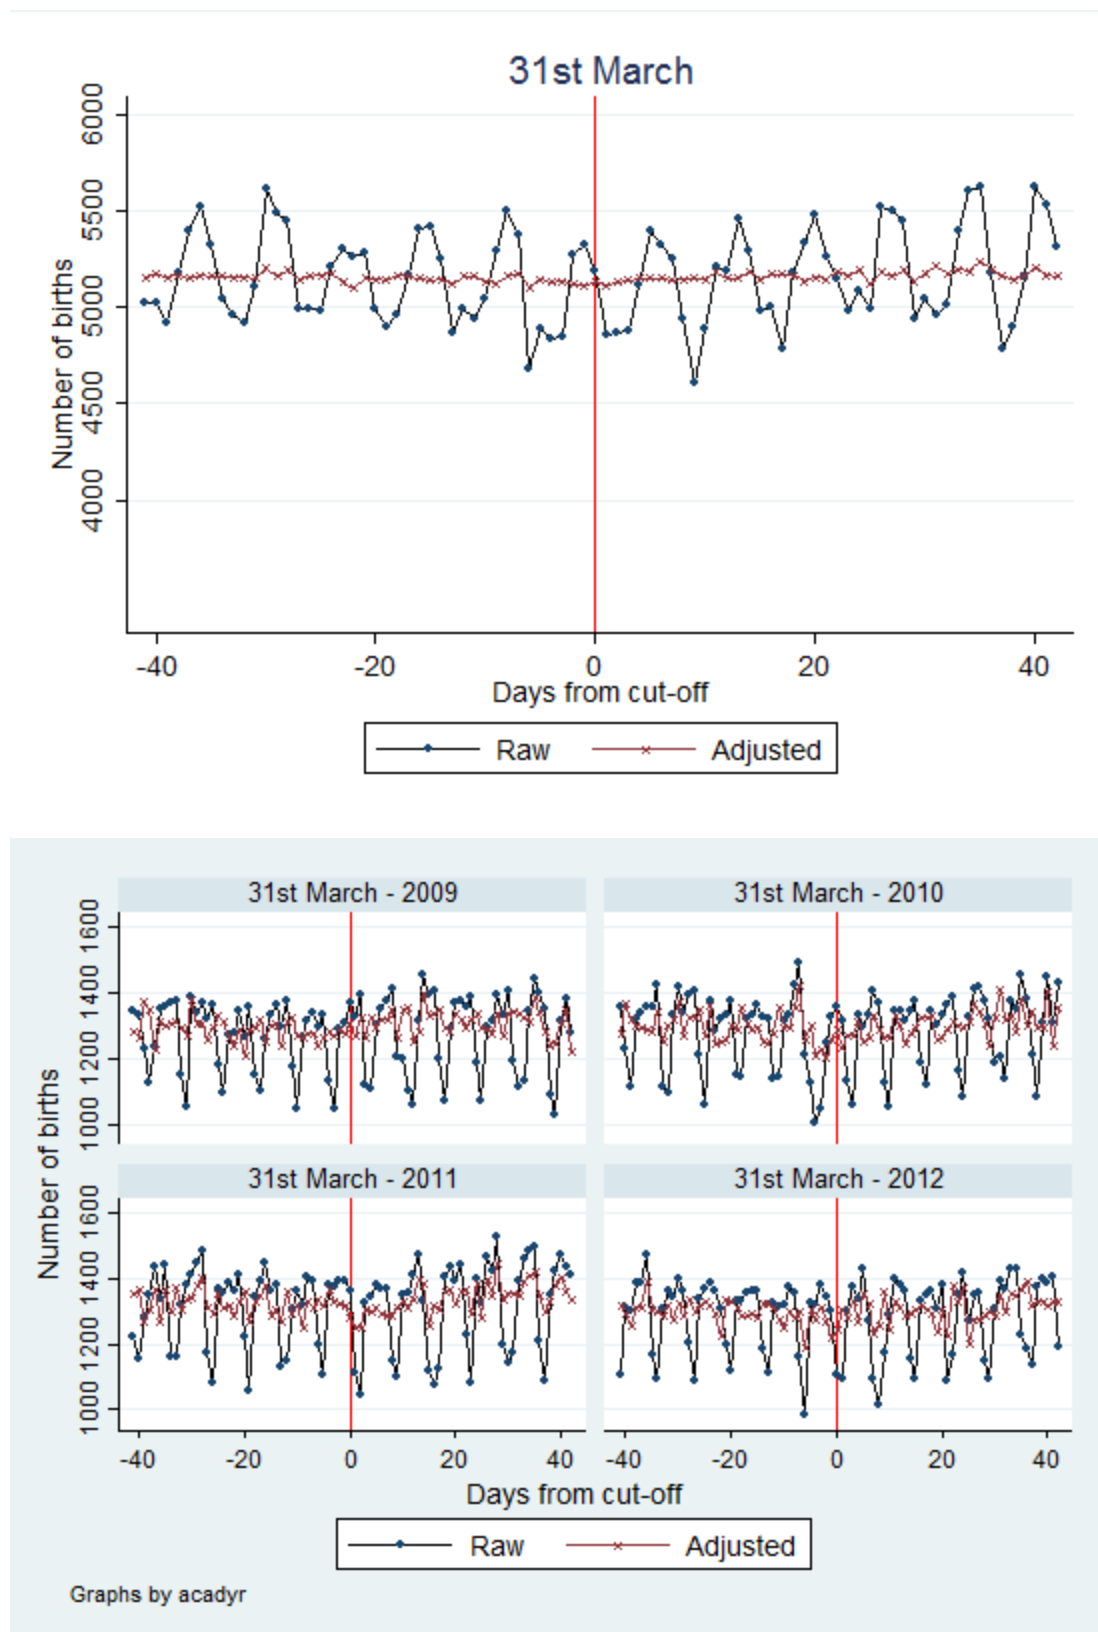 31st March
6000
5500
5000
4500
4000
Number of births
-40 -20 0 20 40
Days from cut-off
Raw Adjusted
31st March - 2009 31st March - 2010
1600
1400
1200
1000
31st March - 2011 31st March - 2012
1600
1400
1200
1000
Number of births
-40 -20 0 20 40 -40 -20 0 20 40
Days from cut-off
Raw Adjusted
Graphs by acadyr